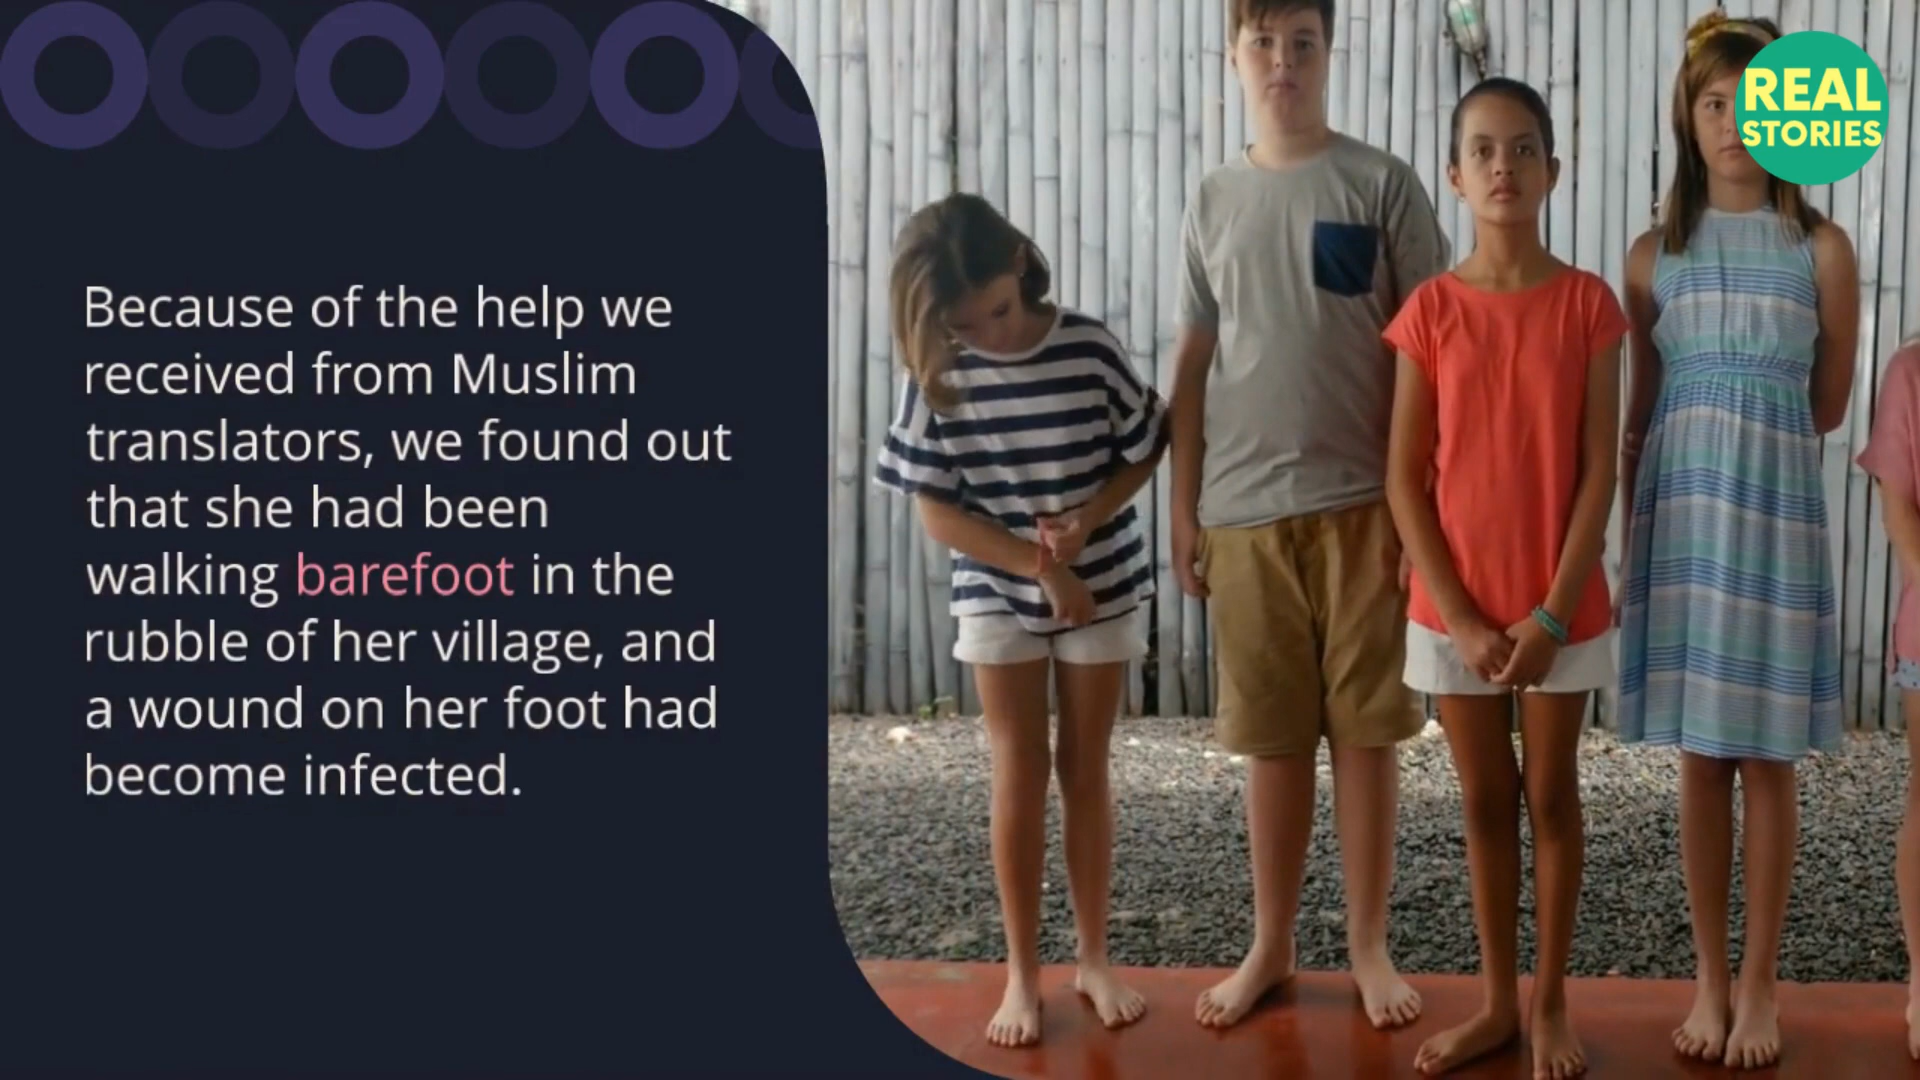 Because of the help we
received from Muslim
translators, we found out
that she had been
walking barefoot in the
rubble of her village, and
a wound on her foot had
become infected.
REAL
STORIES